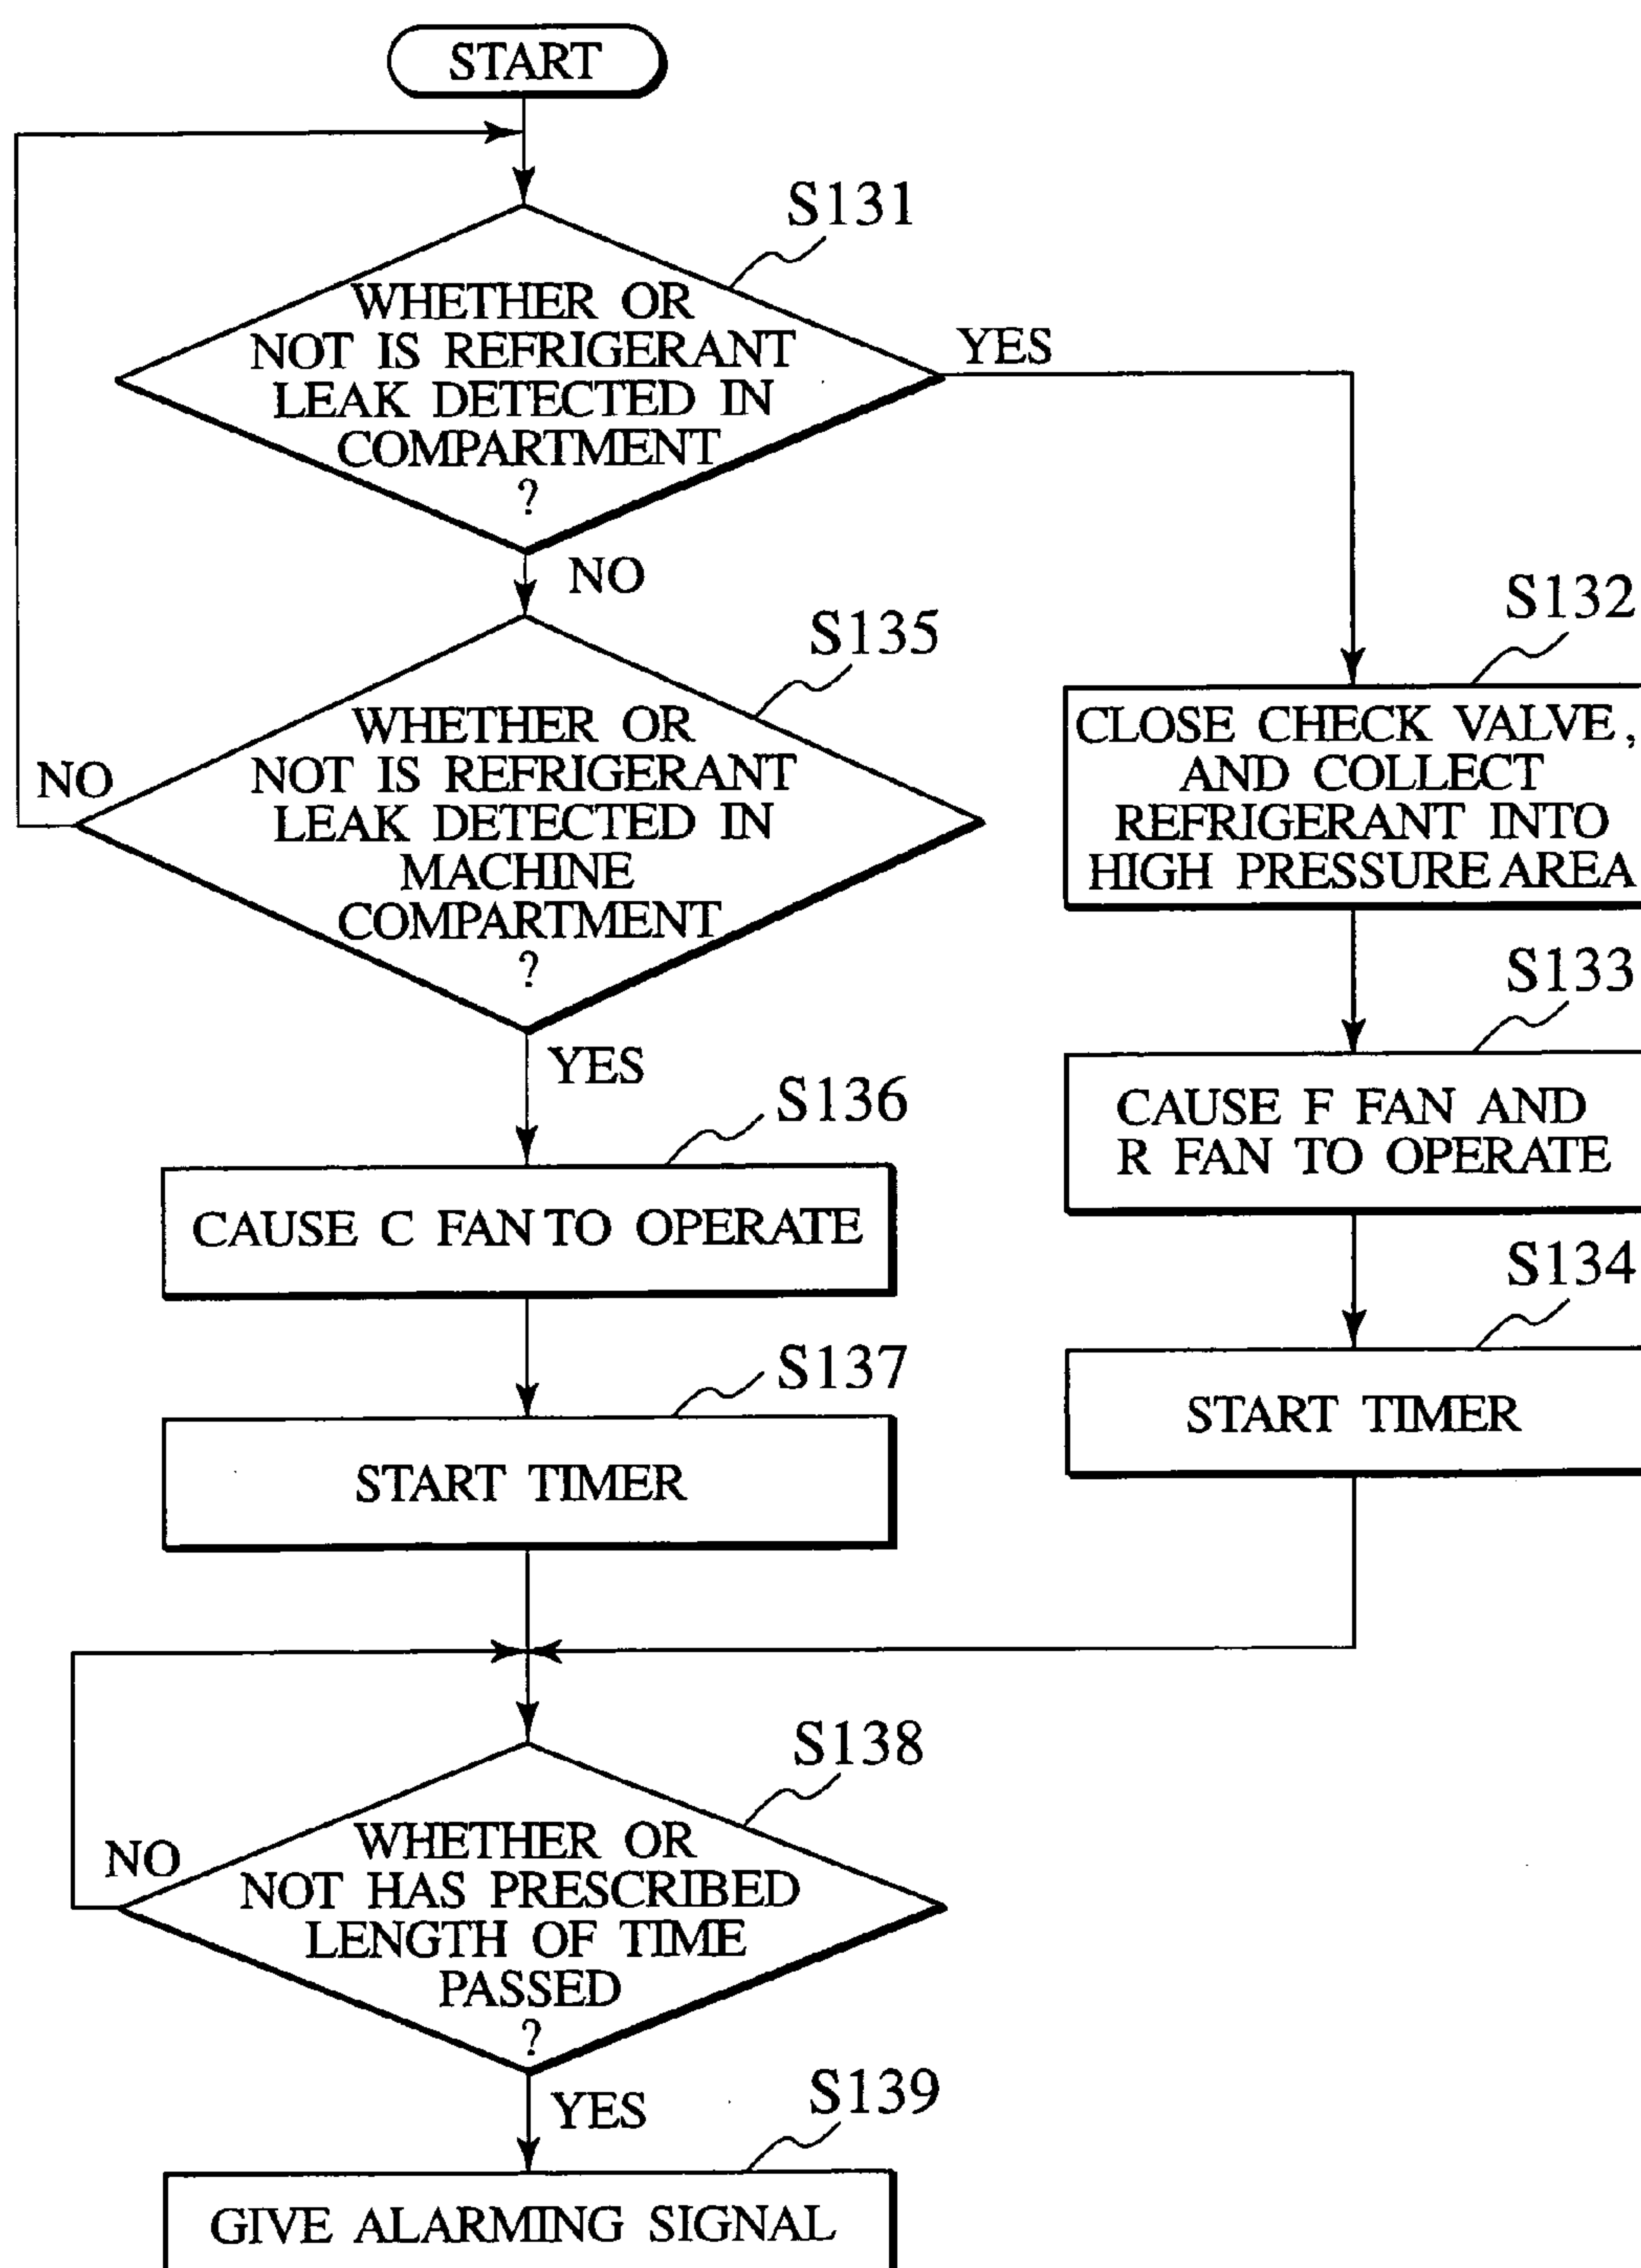 START
S131
WHETHER OR
NOT IS REFRIGERANT
LEAK DETECTED IN
COMPARTMENT
?
YES
NO
S135
WHETHER OR
NOT IS REFRIGERANT
LEAK DETECTED IN
MACHINE
COMPARTMENT
?
NO
YES
S132
CLOSE CHECK VALVE,
AND COLLECT
REFRIGERANT INTO
HIGH PRESSURE AREA
S133
CAUSE F FAN AND
R FAN TO OPERATE
S134
START TIMER
S136
CAUSE C FAN TO OPERATE
S137
START TIMER
S138
WHETHER OR
NOT HAS PRESCRIBED
LENGTH OF TIME
PASSED
?
NO
YES
S139
GIVE ALARMING SIGNAL